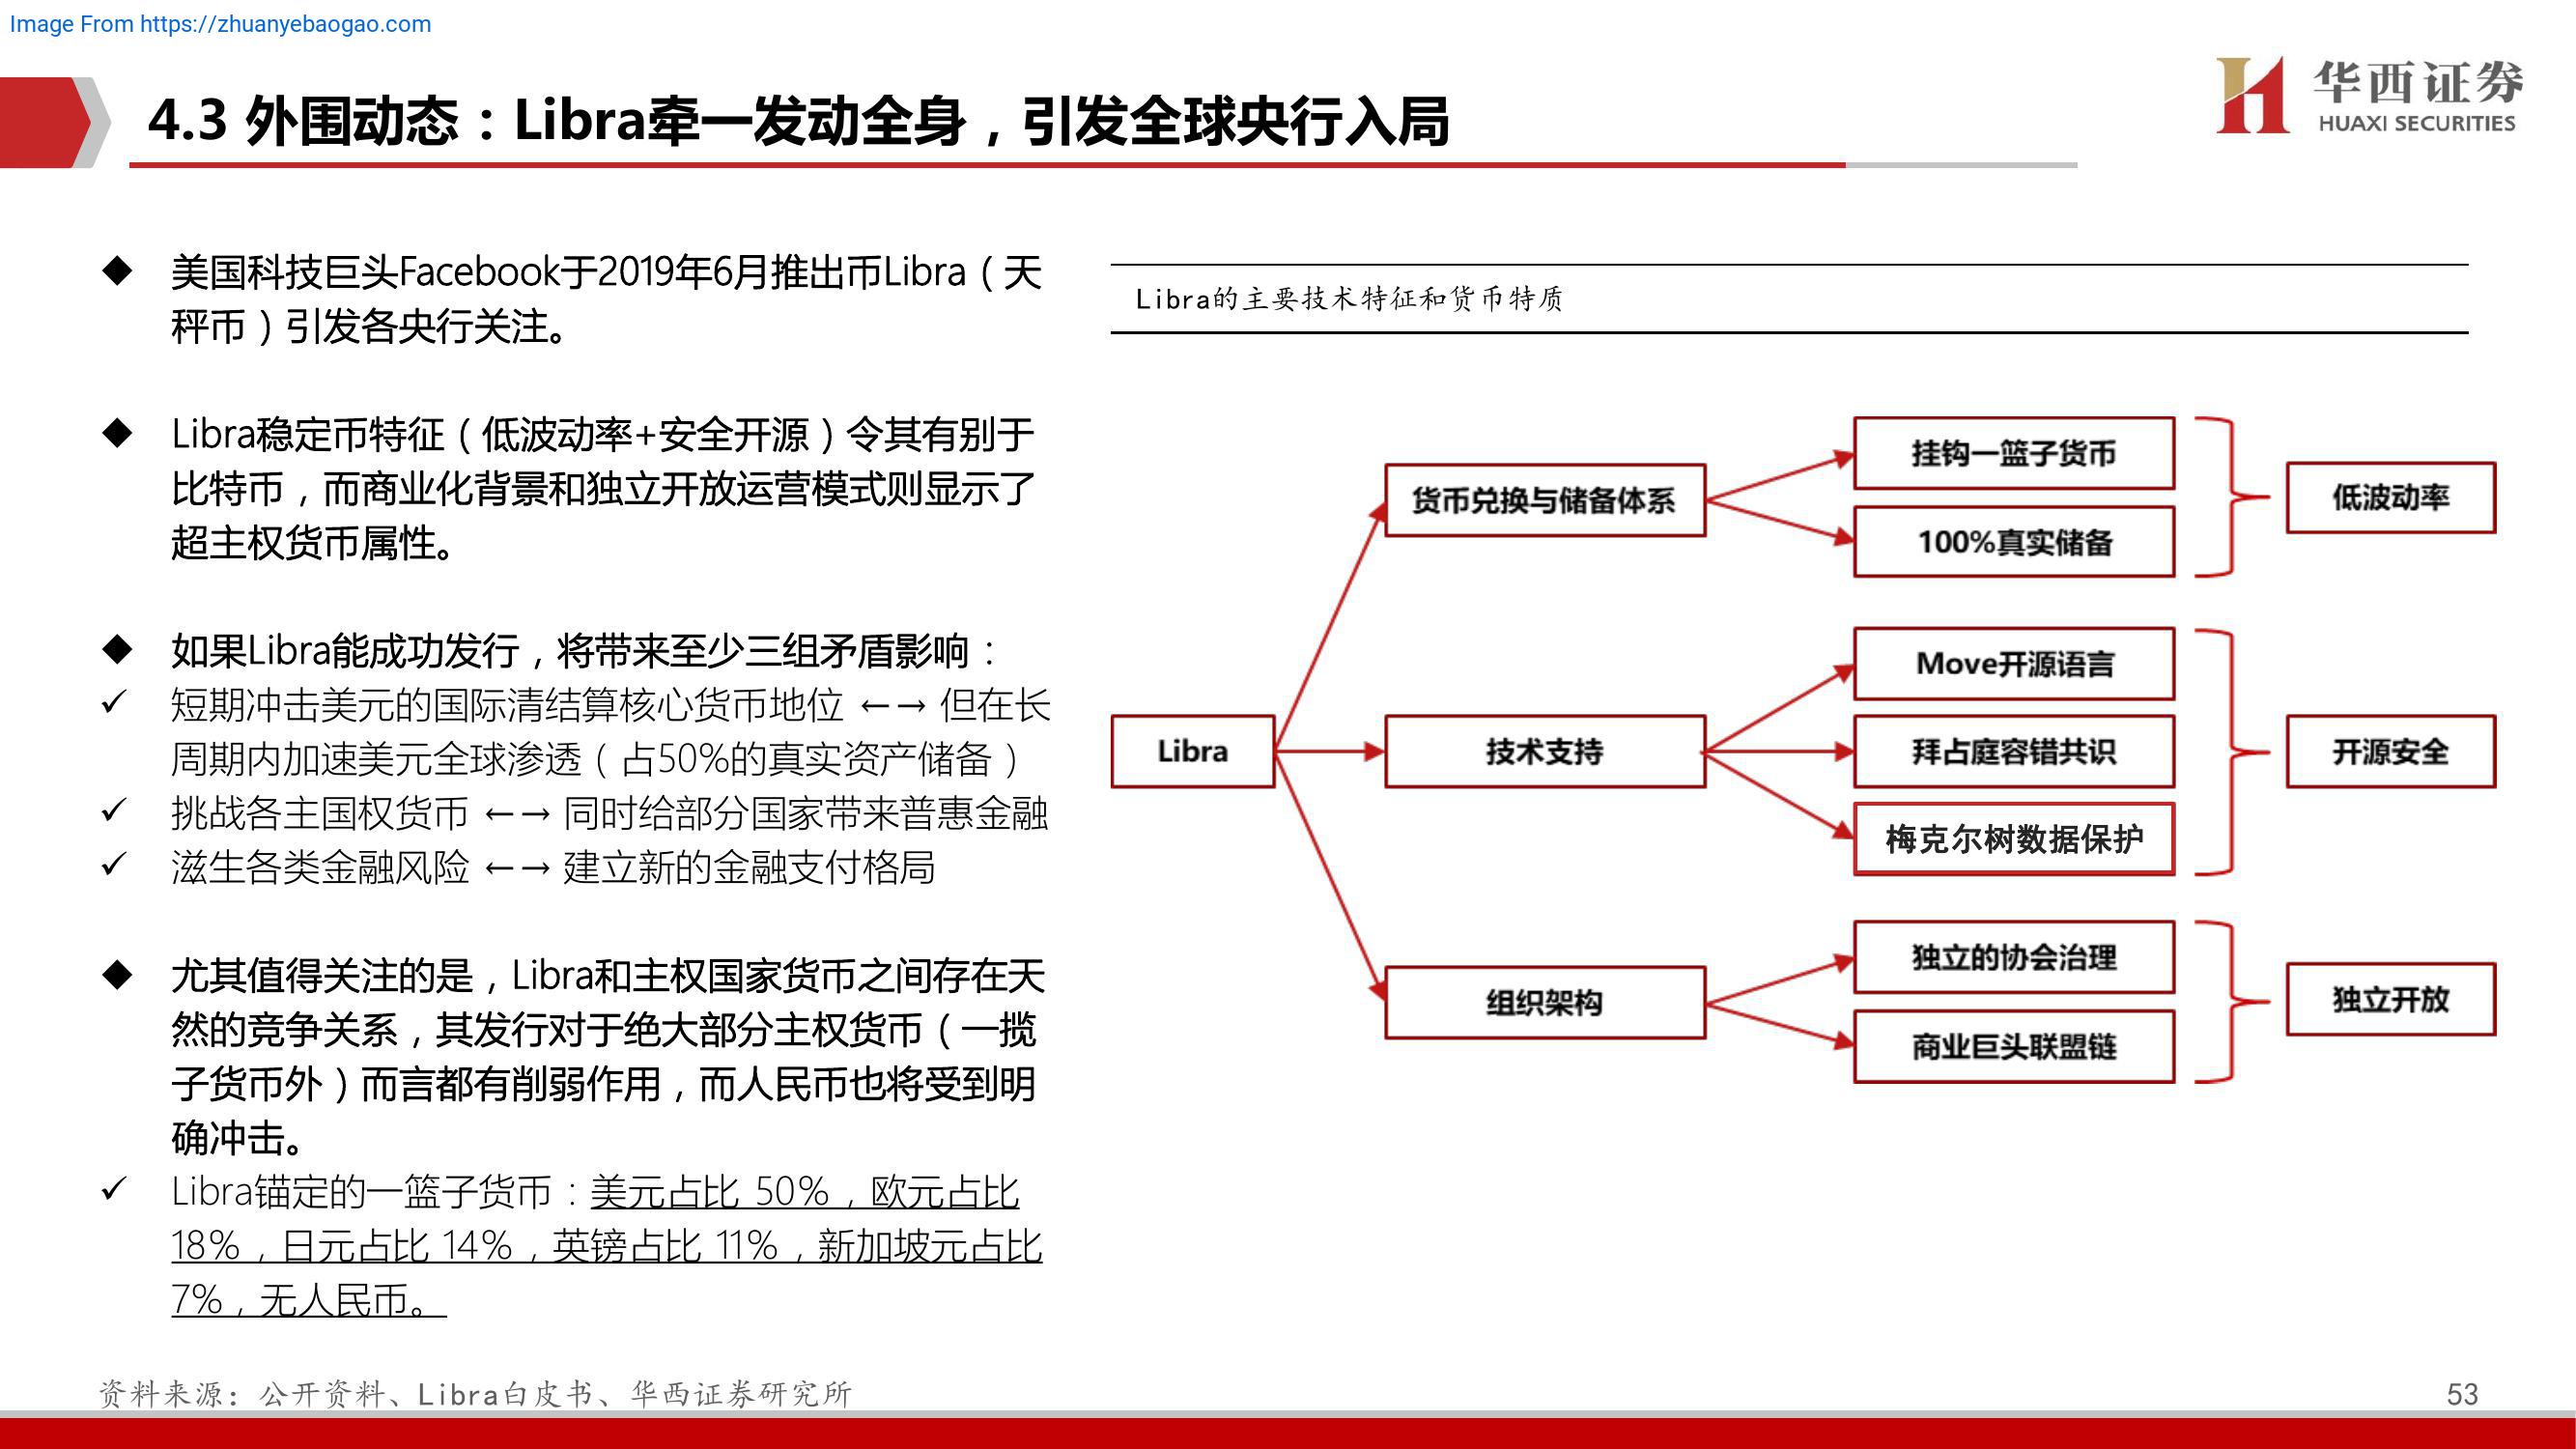 Image From https://zhuanyebaogao.com
华西证券
HUAXI SECURITIES
4.3 外围动态：Libra牵一发动全身，引发全球央行入局
美国科技巨头Facebook于2019年6月推出币Libra（天
秤币）引发各央行关注。
Libra稳定币特征（低波动率+安全开源）令其有别于
比特币，而商业化背景和独立开放运营模式则显示了
超主权货币属性。
如果Libra能成功发行，将带来至少三组矛盾影响：
短期冲击美元的国际清结算核心货币地位 ←→ 但在长
周期内加速美元全球渗透（占50%的真实资产储备）
挑战各主国权货币 ←→ 同时给部分国家带来普惠金融
滋生各类金融风险 ←→ 建立新的金融支付格局
尤其值得关注的是，Libra和主权国家货币之间存在天
然的竞争关系，其发行对于绝大部分主权货币（一揽
子货币外）而言都有削弱作用，而人民币也将受到明
确冲击。
Libra锚定的一篮子货币：美元占比 50%，欧元占比
18%，日元占比 14%，英镑占比 11%，新加坡元占比
7%，无人民币。
Libra的主要技术特征和货币特质
Libra
货币兑换与储备体系
挂钩一篮子货币
100%真实储备
低波动率
技术支持
Move开源语言
拜占庭容错共识
梅克尔树数据保护
开源安全
组织架构
独立的协会治理
商业巨头联盟链
独立开放
资料来源：公开资料、Libra白皮书、华西证券研究所
53